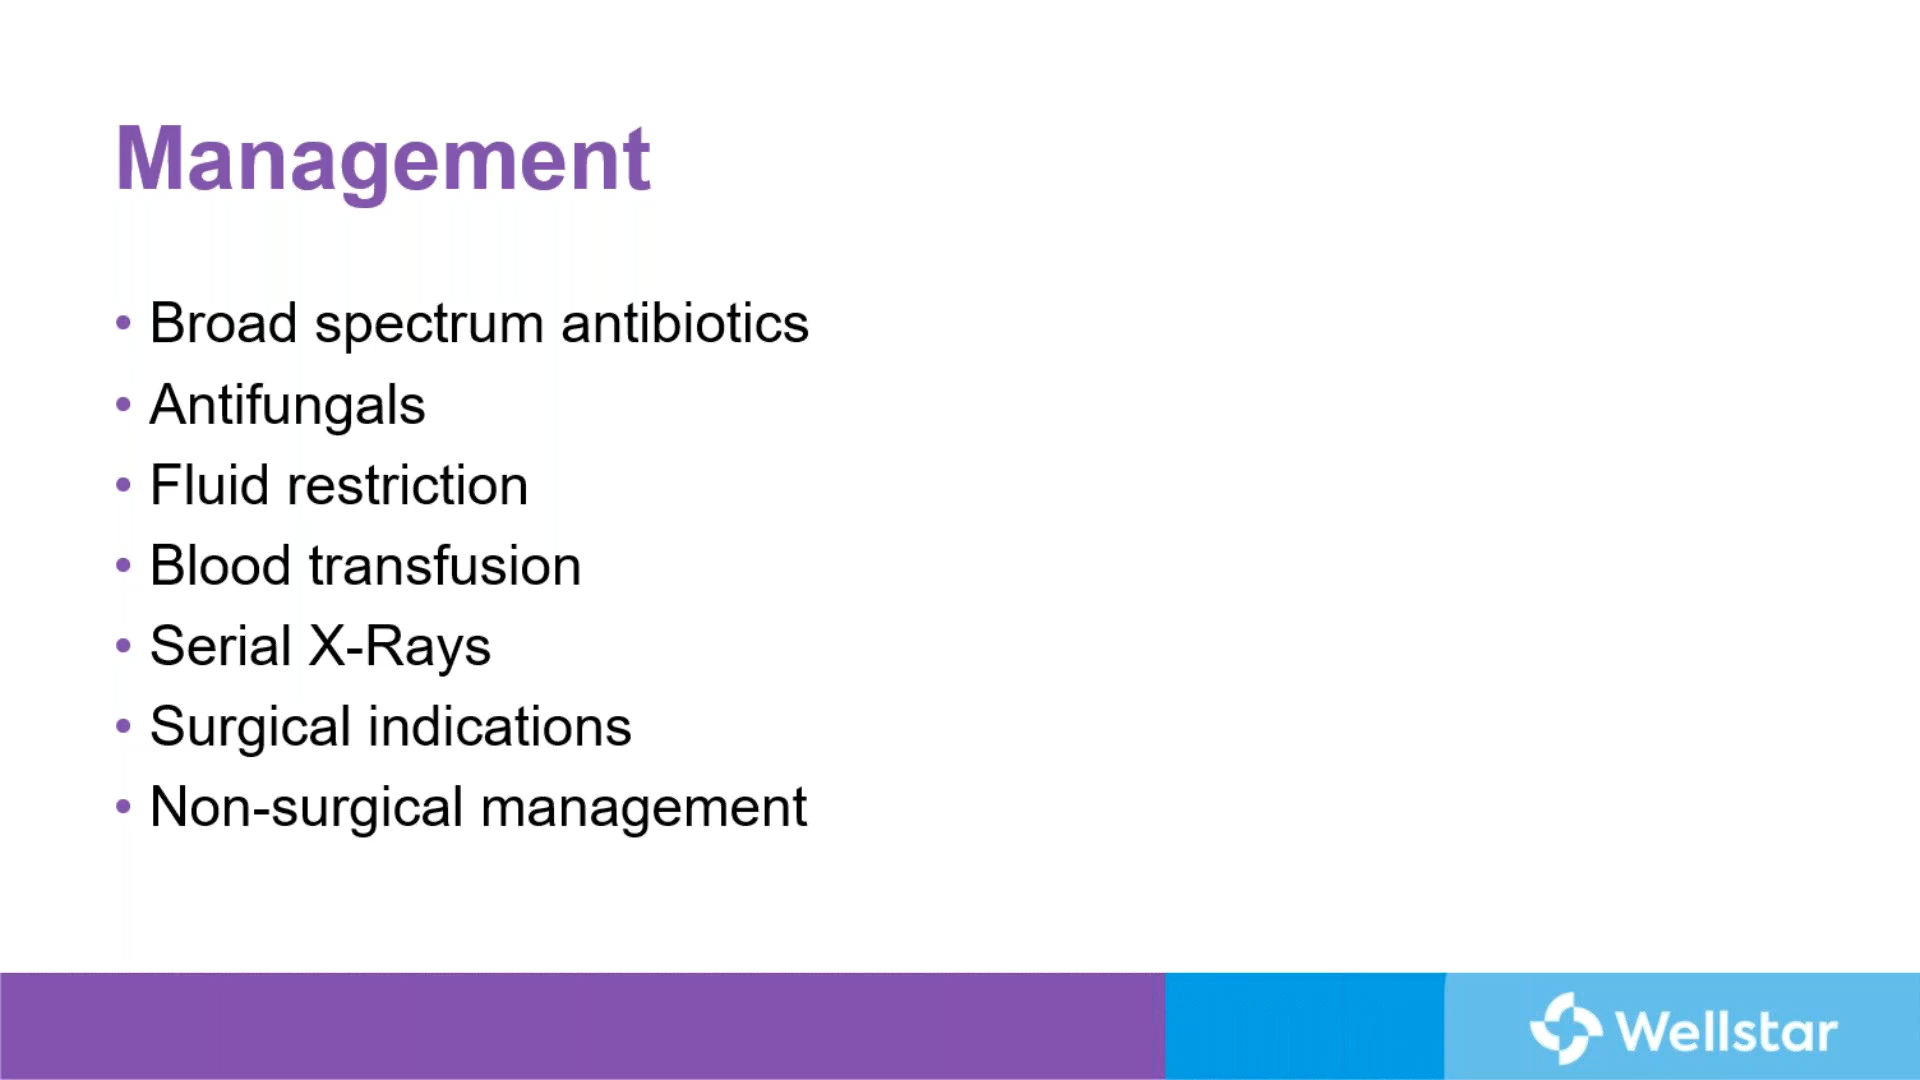 Management
• Broad spectrum antibiotics
• Antifungals
• Fluid restriction
• Blood transfusion
• Serial X-Rays
• Surgical indications
• Non-surgical management
Wellstar